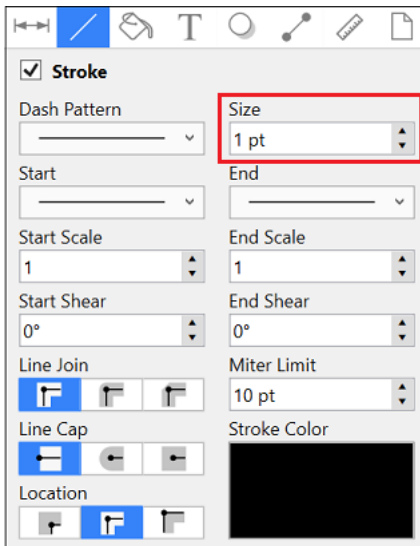 T
Stroke
Dash Pattern Size
1 pt
Start End
Start Scale End Scale
1 1
Start Shear End Shear
0° 0°
Line Join Miter Limit
10 pt
Line Cap Stroke Color
Location